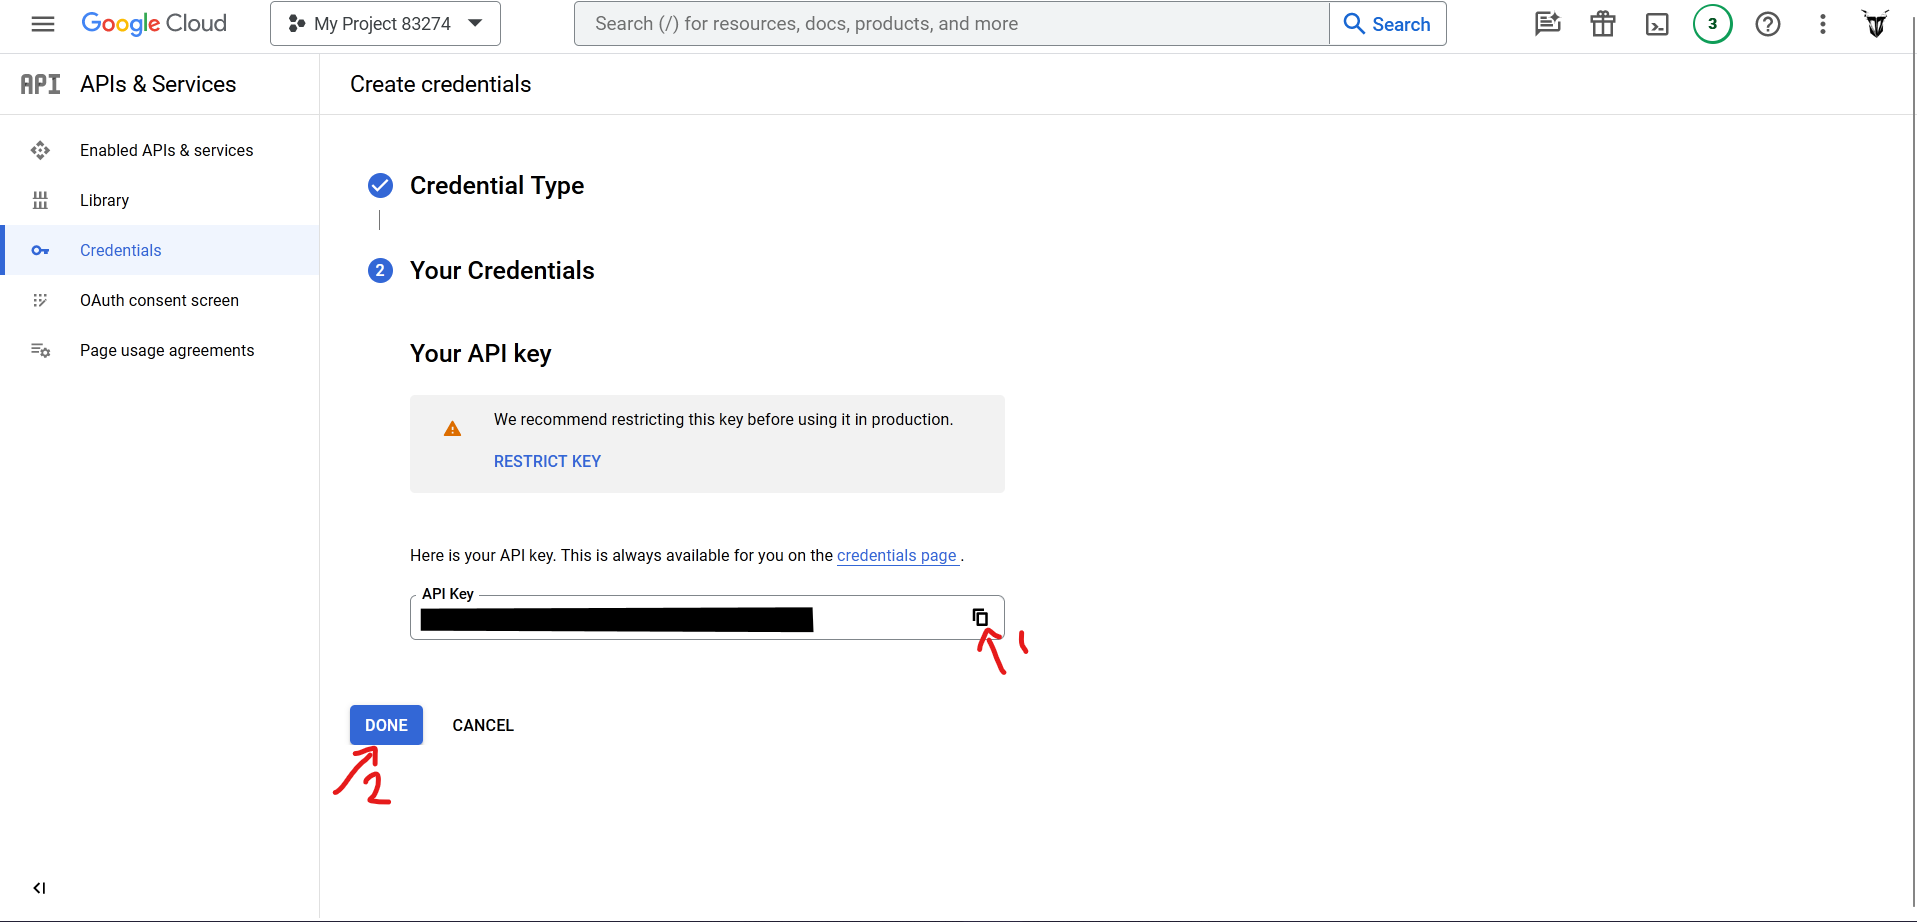 Google Cloud
My Project 83274
Search (/) for resources, docs, products, and more
Search
3
API APIs & Services
Create credentials
Enabled APIs & services
Library
Credentials
OAuth consent screen
Page usage agreements
Credential Type
2 Your Credentials
Your API key
We recommend restricting this key before using it in production.
RESTRICT KEY
Here is your API key. This is always available for you on the credentials page .
API Key
1
DONE
CANCEL
2